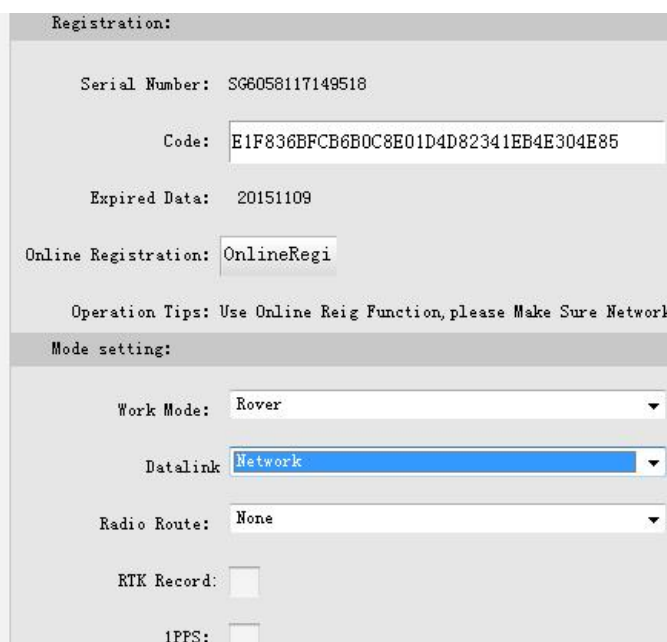 Registration:
Serial Number: SG6058117149518
Code: E1F836BFCB6B0C8E01D4D82341EB4E304E85
Expired Data: 20151109
Online Registration: OnlineRegi
Operation Tips: Use Online Reig Function,please Make Sure Network
Mode setting:
Work Mode: Rover
Datalink Network
Radio Route: None
RTK Record:
1PPS: